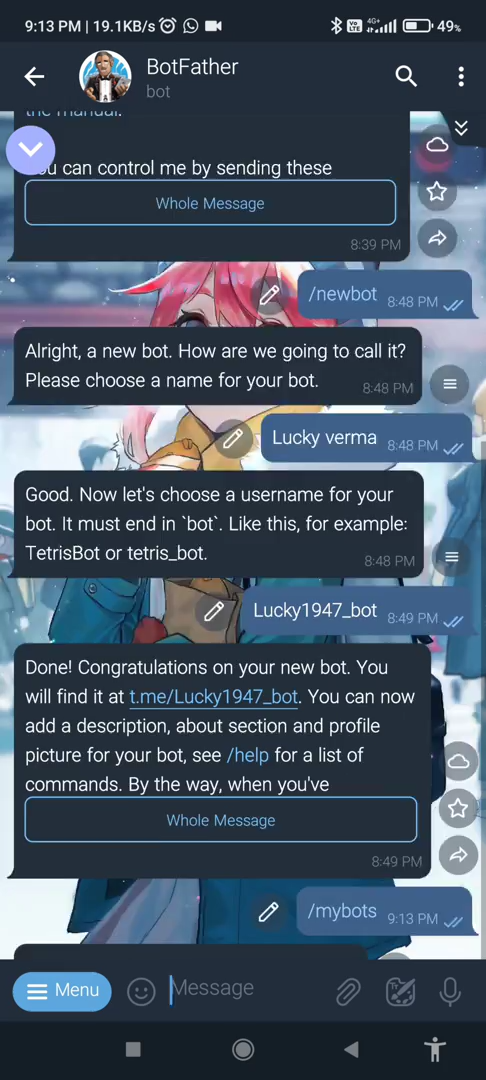 9:13 PM | 19.1KB/s
Vo LTE 4G+ 49%
BotFather
bot
the manual.
You can control me by sending these
Whole Message
8:39 PM
/newbot 8:48 PM
Alright, a new bot. How are we going to call it?
Please choose a name for your bot. 8:48 PM
Lucky verma 8:48 PM
Good. Now let's choose a username for your
bot. It must end in `bot`. Like this, for example:
TetrisBot or tetris_bot. 8:48 PM
Lucky1947_bot 8:49 PM
Done! Congratulations on your new bot. You
will find it at t.me/Lucky1947_bot. You can now
add a description, about section and profile
picture for your bot, see /help for a list of
commands. By the way, when you've
Whole Message
8:49 PM
/mybots 9:13 PM
Menu Message